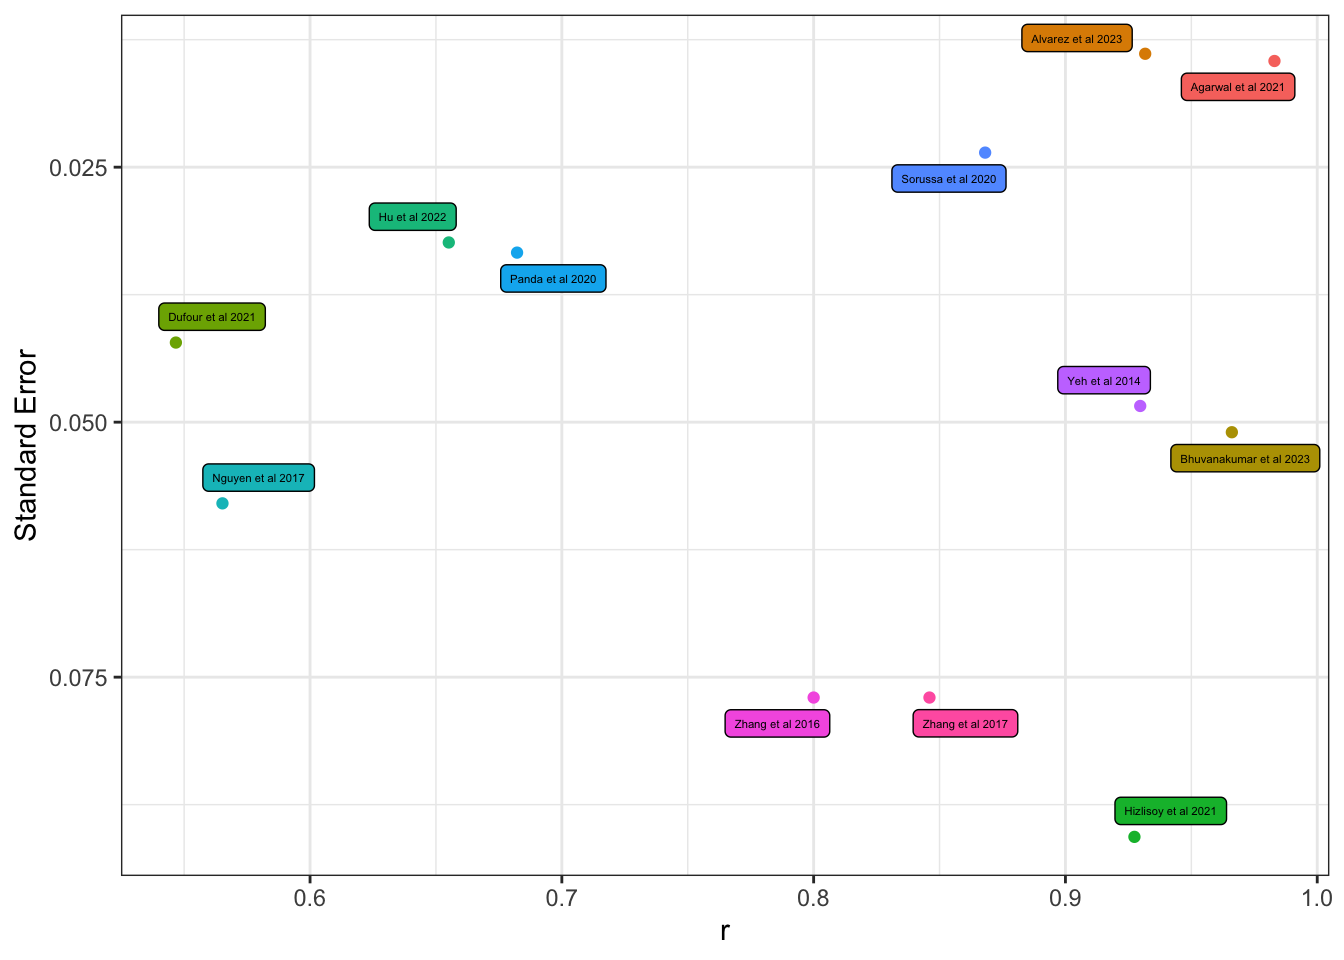 Alvarez et al 2023
Agarwal et al 2021
0.025
Sorussa et al 2020
Hu et al 2022
Panda et al 2020
Dufour et al 2021
Yeh et al 2014
Standard Error
0.050
Bhuvanakumar et al 2023
Nguyen et al 2017
0.075
Zhang et al 2016
Zhang et al 2017
Hizlisoy et al 2021
0.6
0.7
0.8
0.9
1.0
r